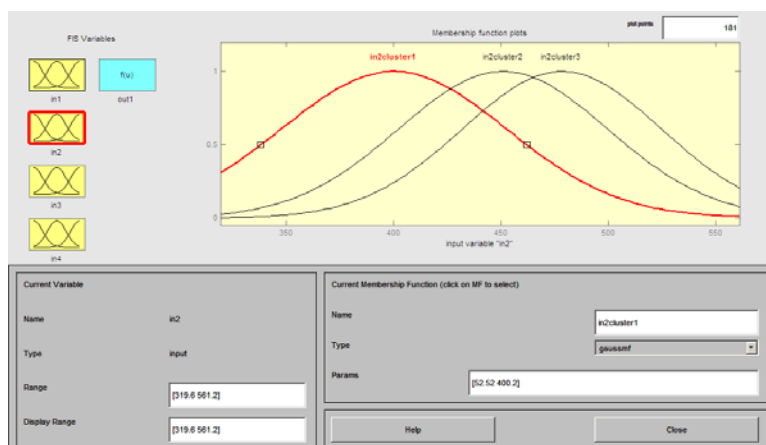 FIS Variables
f(u)
in1
out1
in2
in3
in4
Membership function plots
plot points
181
in2cluster1
in2cluster2
in2cluster3
1
0.5
0
350
400
450
500
550
input variable "in2"
Current Variable
Name
in2
Type
input
Range
[319.6 561.2]
Display Range
[319.6 561.2]
Current Membership Function (click on MF to select)
Name
in2cluster1
Type
gaussmf
Params
[52.52 400.2]
Help
Close